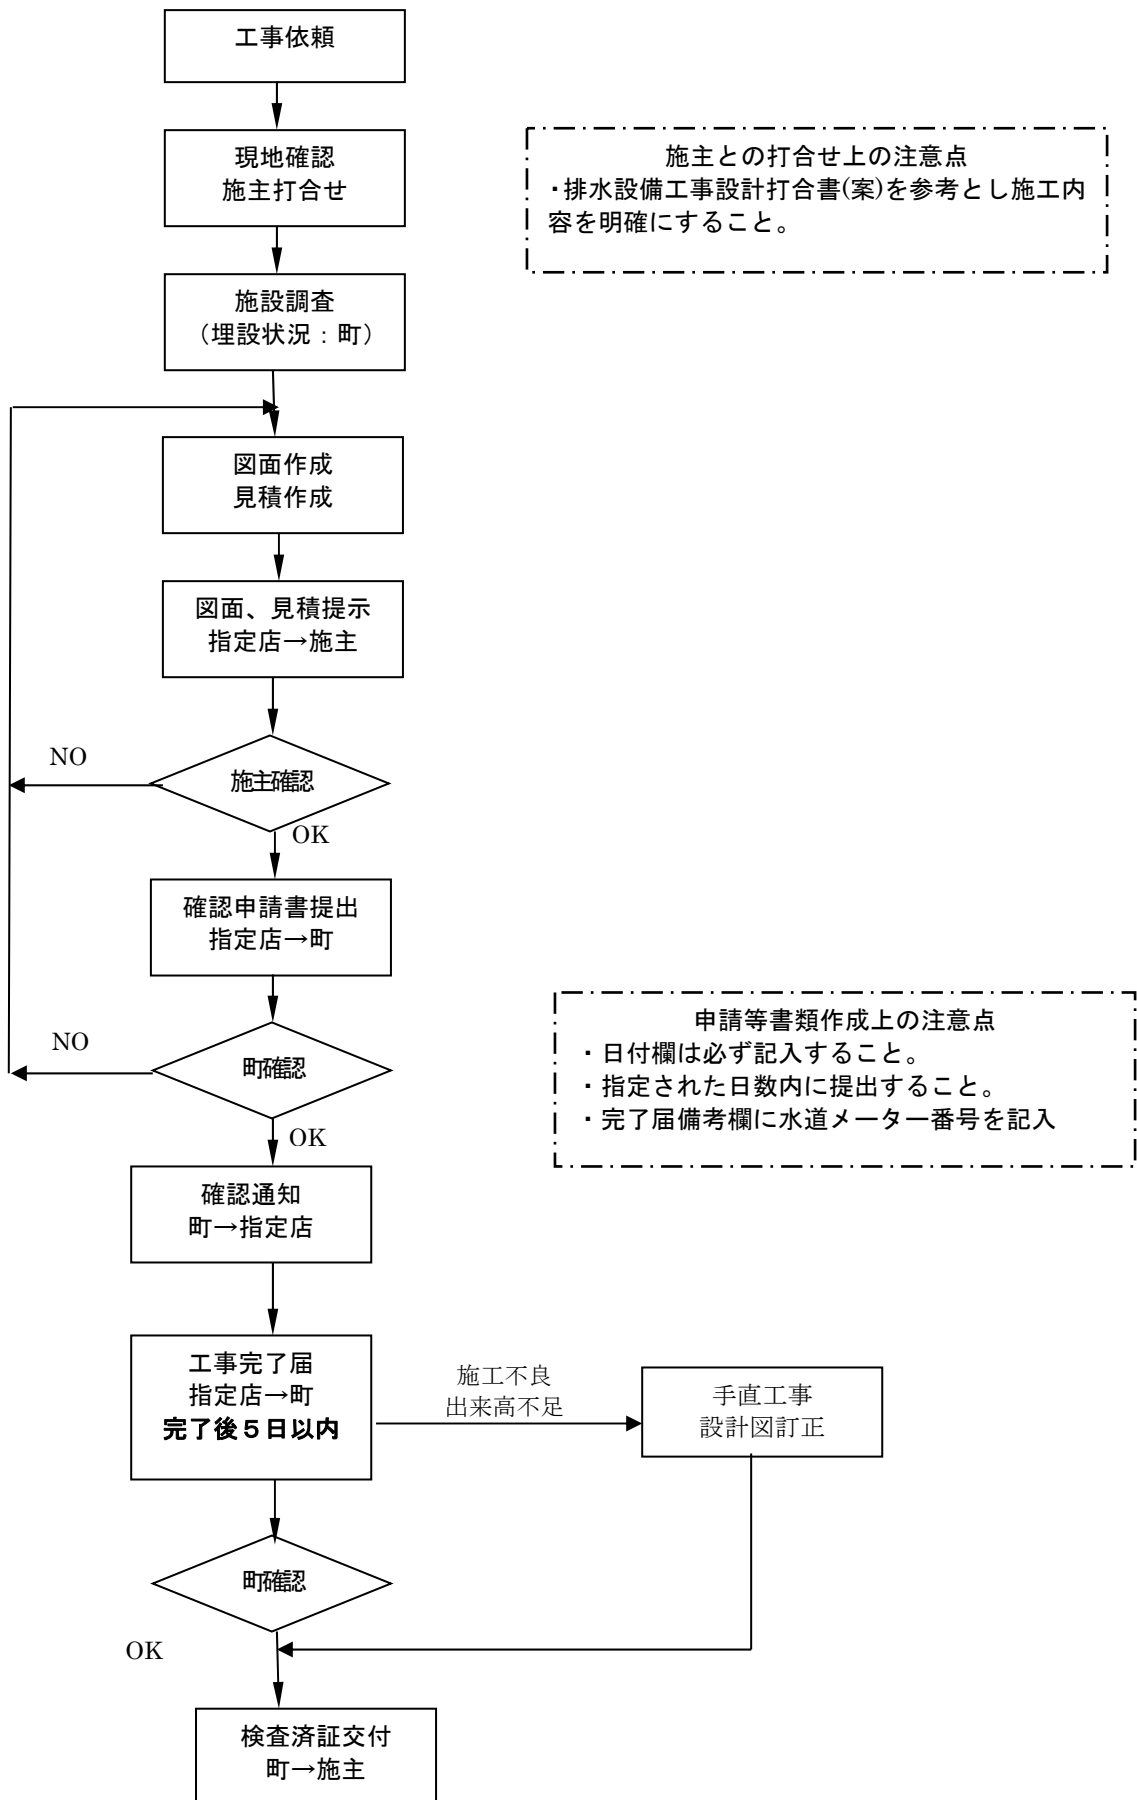 工事依頼
現地確認
施主打合せ
施主との打合せ上の注意点
・排水設備工事設計打合書(案)を参考とし施工内
容を明確にすること。
施設調査
（埋設状況：町）
図面作成
見積作成
図面、見積提示
指定店→施主
NO
施主確認
OK
確認申請書提出
指定店→町
申請等書類作成上の注意点
・日付欄は必ず記入すること。
・指定された日数内に提出すること。
・完了届備考欄に水道メーター番号を記入
NO
町確認
OK
確認通知
町→指定店
工事完了届
指定店→町
完了後５日以内
施工不良
出来高不足
手直工事
設計図訂正
町確認
OK
検査済証交付
町→施主